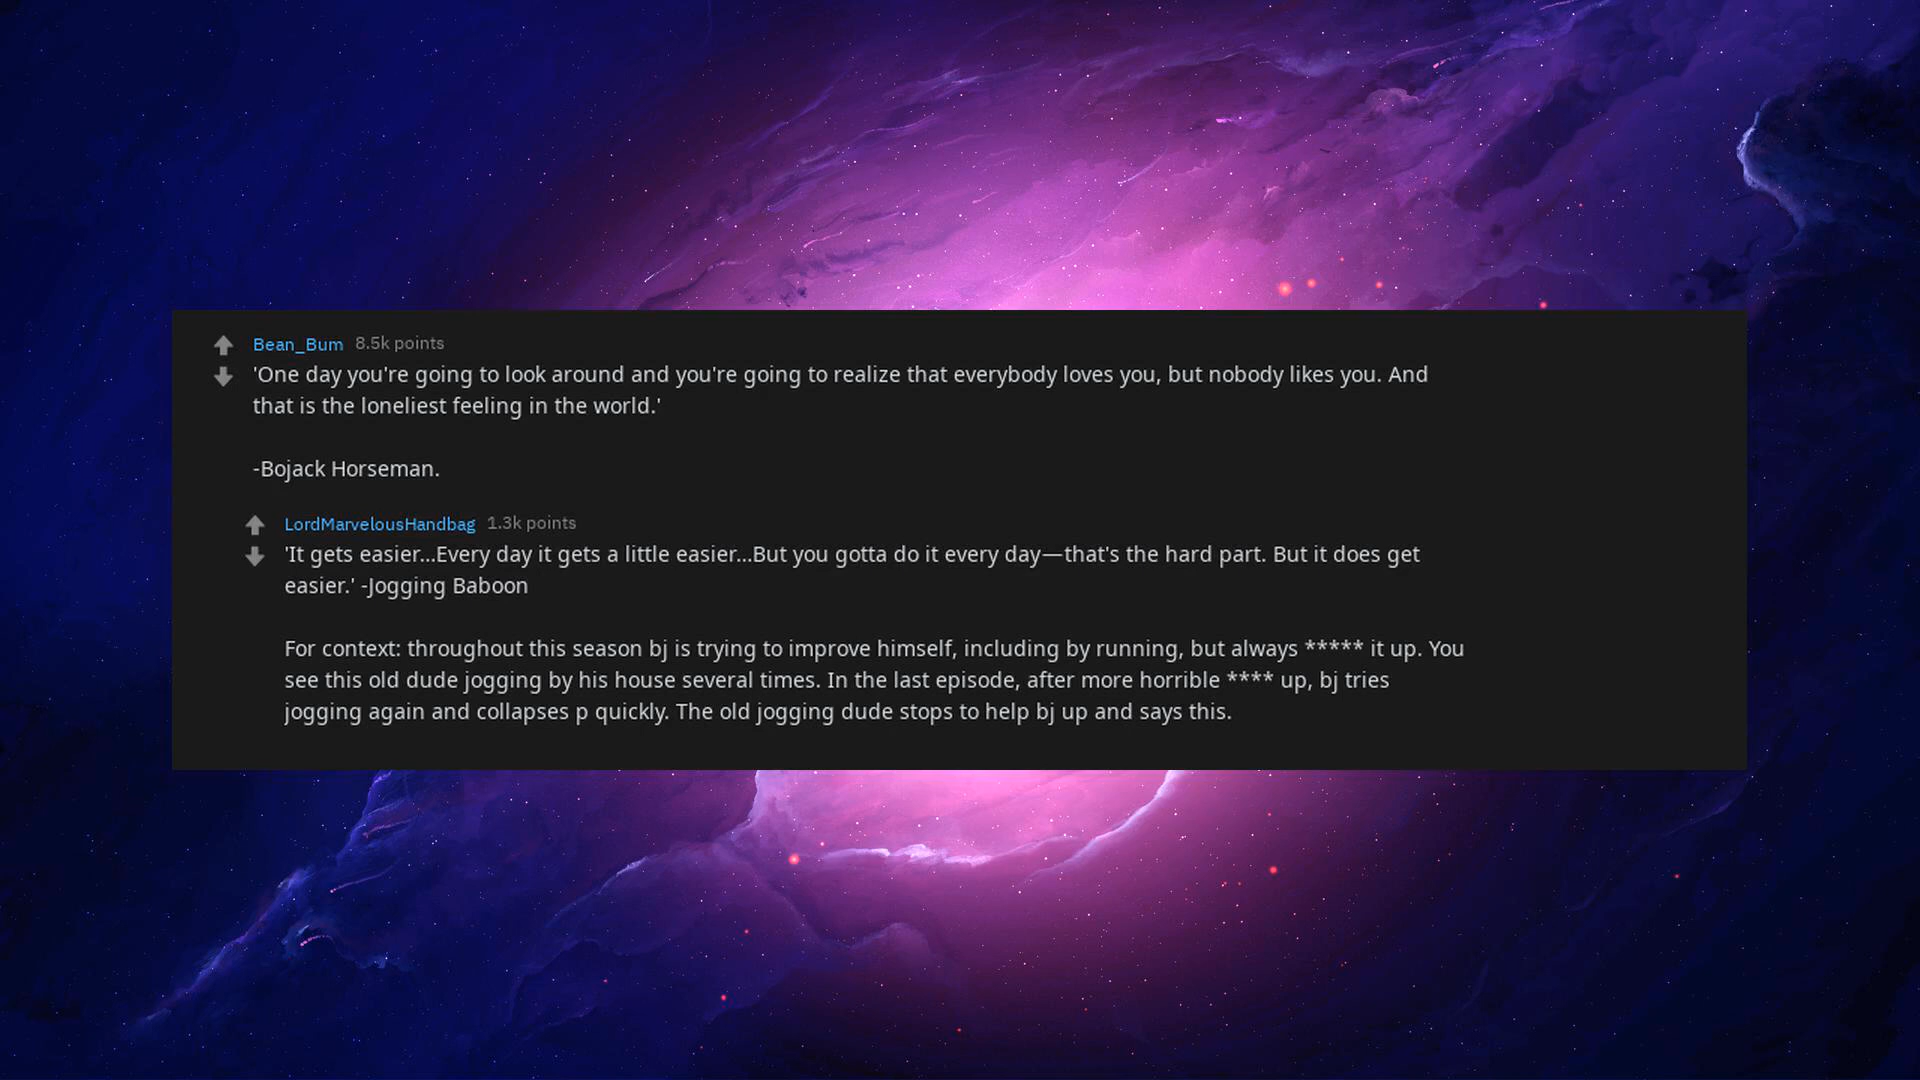 Bean_Bum 8.5k points
'One day you're going to look around and you're going to realize that everybody loves you, but nobody likes you. And
that is the loneliest feeling in the world.'
-Bojack Horseman.
LordMarvelousHandbag 1.3k points
'It gets easier...Every day it gets a little easier...But you gotta do it every day—that's the hard part. But it does get
easier.' -Jogging Baboon
For context: throughout this season bj is trying to improve himself, including by running, but always ***** it up. You
see this old dude jogging by his house several times. In the last episode, after more horrible **** up, bj tries
jogging again and collapses p quickly. The old jogging dude stops to help bj up and says this.